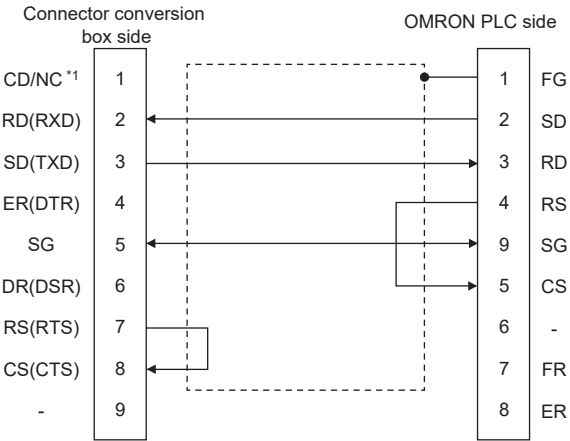 Connector conversion
box side
OMRON PLC side
CD/NC *1 1 1 FG
RD(RXD) 2 2 SD
SD(TXD) 3 3 RD
ER(DTR) 4 4 RS
SG 5 9 SG
DR(DSR) 6 5 CS
RS(RTS) 7 6 -
CS(CTS) 8 7 FR
- 9 8 ER